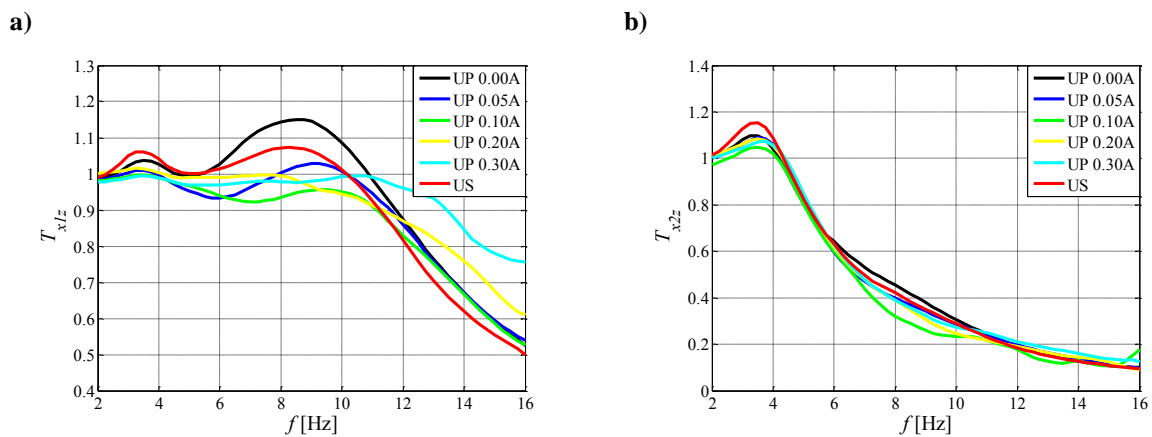 a)
1.3
1.2
1.1
1
0.9
0.8
0.7
0.6
0.5
0.4
T_x1z
UP 0.00A
UP 0.05A
UP 0.10A
UP 0.20A
UP 0.30A
US
2 4 6 8 10 12 14 16
f [Hz]
b)
1.4
1.2
1
0.8
0.6
0.4
0.2
0
T_x2z
UP 0.00A
UP 0.05A
UP 0.10A
UP 0.20A
UP 0.30A
US
2 4 6 8 10 12 14 16
f [Hz]